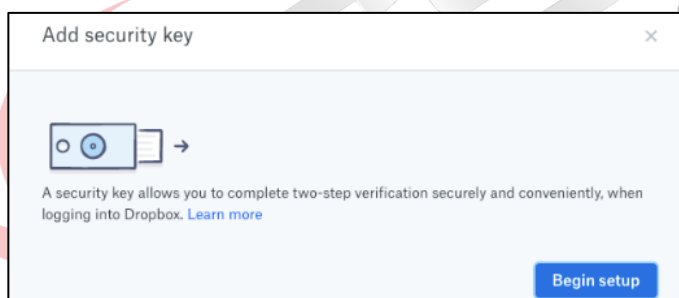 Add security key
A security key allows you to complete two-step verification securely and conveniently, when
logging into Dropbox. Learn more
Begin setup